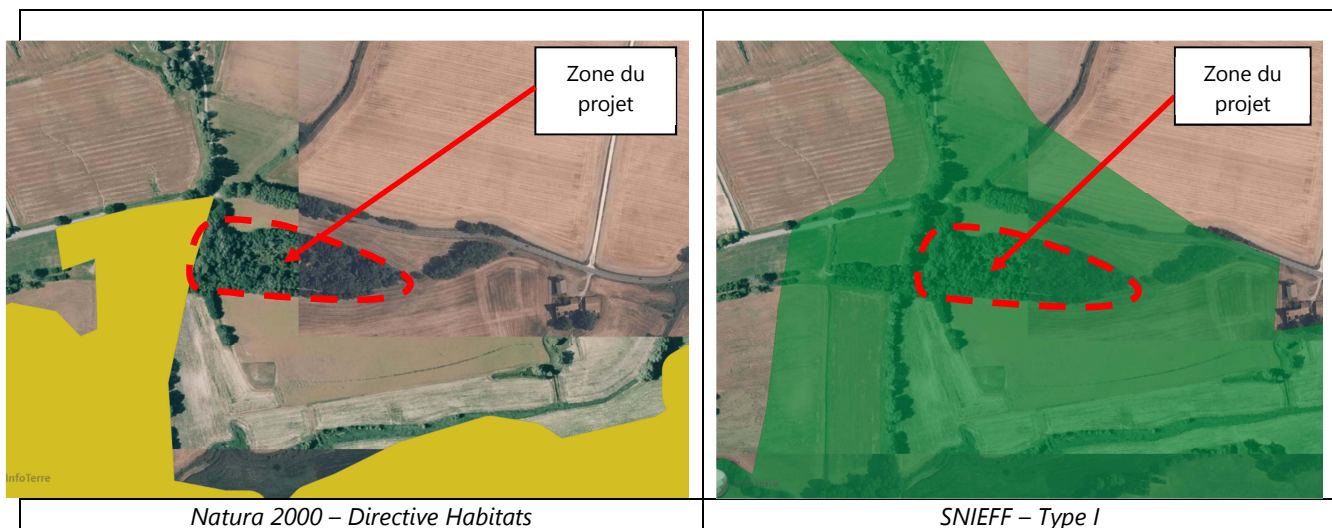 Zone du
projet
Zone du
projet
InfoTerre
Natura 2000 – Directive Habitats
SNIEFF – Type I